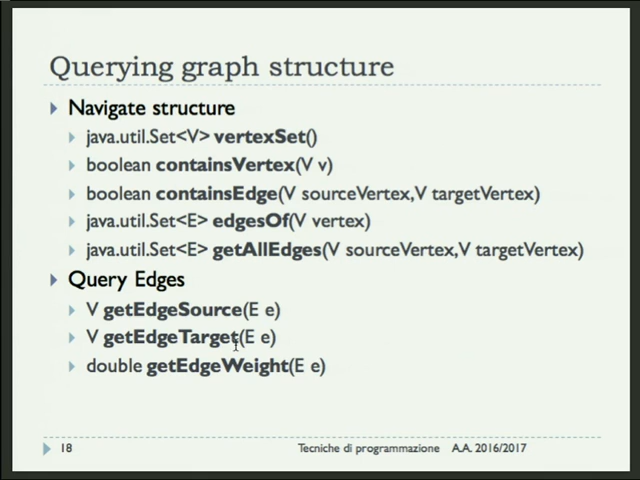 Querying graph structure
Navigate structure
java.util.Set<V> vertexSet()
boolean containsVertex(V v)
boolean containsEdge(V sourceVertex,V targetVertex)
java.util.Set<E> edgesOf(V vertex)
java.util.Set<E> getAllEdges(V sourceVertex,V targetVertex)
Query Edges
V getEdgeSource(E e)
V getEdgeTarget(E e)
double getEdgeWeight(E e)
18 Tecniche di programmazione A.A. 2016/2017